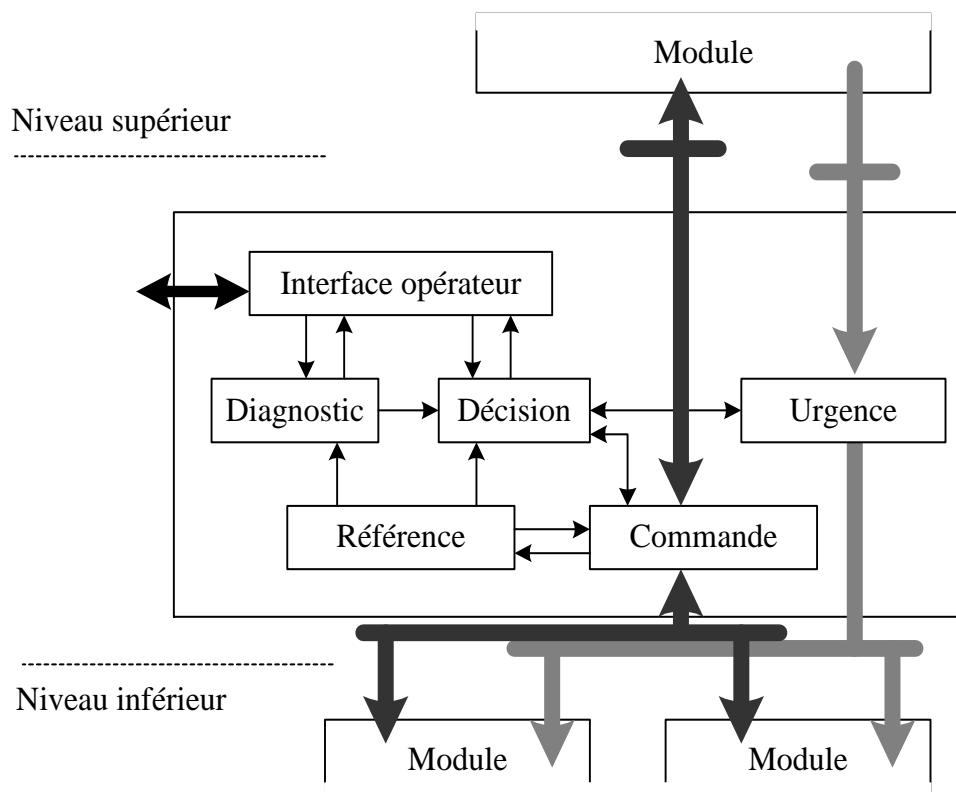 Module
Niveau supérieur
Interface opérateur
Diagnostic
Décision
Urgence
Référence
Commande
Niveau inférieur
Module
Module